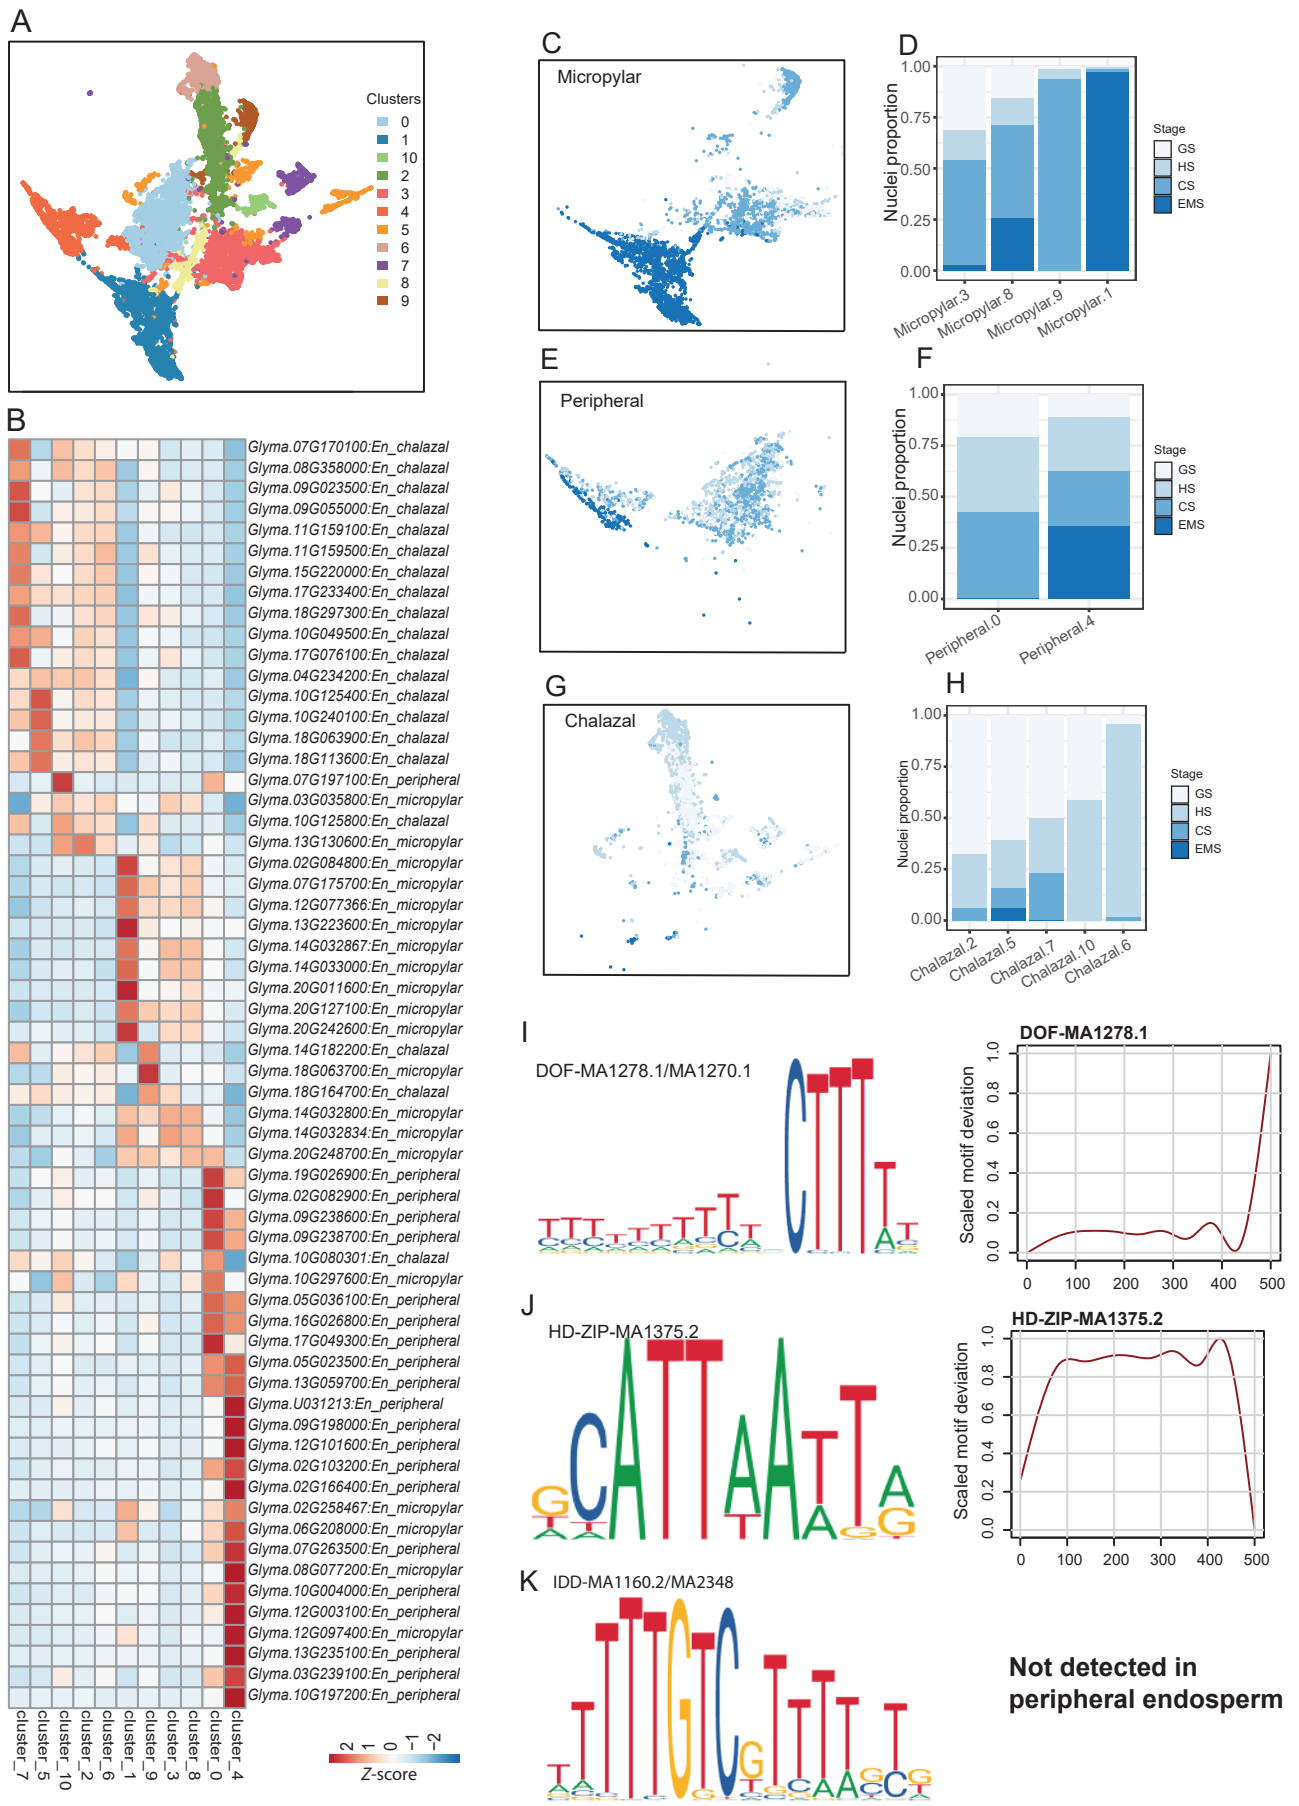 A
Clusters
0
1
10
2
3
4
5
6
7
8
9
B
Glyma.07G170100:En_chalazal
Glyma.08G358000:En_chalazal
Glyma.09G023500:En_chalazal
Glyma.09G055000:En_chalazal
Glyma.11G159100:En_chalazal
Glyma.11G159500:En_chalazal
Glyma.15G220000:En_chalazal
Glyma.17G233400:En_chalazal
Glyma.18G297300:En_chalazal
Glyma.10G049500:En_chalazal
Glyma.17G076100:En_chalazal
Glyma.04G234200:En_chalazal
Glyma.10G125400:En_chalazal
Glyma.10G240100:En_chalazal
Glyma.18G063900:En_chalazal
Glyma.18G113600:En_chalazal
Glyma.07G197100:En_peripheral
Glyma.03G035800:En_micropylar
Glyma.10G125800:En_chalazal
Glyma.13G130600:En_micropylar
Glyma.02G084800:En_micropylar
Glyma.07G175700:En_micropylar
Glyma.12G077366:En_micropylar
Glyma.13G223600:En_micropylar
Glyma.14G032867:En_micropylar
Glyma.14G033000:En_micropylar
Glyma.20G011600:En_micropylar
Glyma.20G127100:En_micropylar
Glyma.20G242600:En_micropylar
Glyma.14G182200:En_chalazal
Glyma.18G063700:En_micropylar
Glyma.18G164700:En_chalazal
Glyma.14G032800:En_micropylar
Glyma.14G032834:En_micropylar
Glyma.20G248700:En_micropylar
Glyma.19G026900:En_peripheral
Glyma.02G082900:En_peripheral
Glyma.09G238600:En_peripheral
Glyma.09G238700:En_peripheral
Glyma.10G080301:En_chalazal
Glyma.10G297600:En_micropylar
Glyma.05G036100:En_peripheral
Glyma.16G026800:En_peripheral
Glyma.17G049300:En_peripheral
Glyma.05G023500:En_peripheral
Glyma.13G059700:En_peripheral
Glyma.U031213:En_peripheral
Glyma.09G198000:En_peripheral
Glyma.12G101600:En_peripheral
Glyma.02G103200:En_peripheral
Glyma.02G166400:En_peripheral
Glyma.02G258467:En_micropylar
Glyma.06G208000:En_micropylar
Glyma.07G263500:En_peripheral
Glyma.08G077200:En_micropylar
Glyma.10G004000:En_peripheral
Glyma.12G003100:En_peripheral
Glyma.12G097400:En_micropylar
Glyma.13G235100:En_peripheral
Glyma.03G239100:En_peripheral
Glyma.10G197200:En_peripheral
cluster_7
cluster_5
cluster_10
cluster_2
cluster_6
cluster_1
cluster_9
cluster_3
cluster_8
cluster_0
cluster_4
2 1 0 −1 −2
Z-score
C
Micropylar
D
Nuclei proportion
1.00
0.75
0.50
0.25
0.00
Micropylar.3
Micropylar.8
Micropylar.9
Micropylar.1
Stage
GS
HS
CS
EMS
E
Peripheral
F
Nuclei proportion
1.00
0.75
0.50
0.25
0.00
Peripheral.0
Peripheral.4
Stage
GS
HS
CS
EMS
G
Chalazal
H
Nuclei proportion
1.00
0.75
0.50
0.25
0.00
Chalazal.2
Chalazal.5
Chalazal.7
Chalazal.10
Chalazal.6
Stage
GS
HS
CS
EMS
I
DOF-MA1278.1/MA1270.1
DOF-MA1278.1
Scaled motif deviation
1.0
0.8
0.6
0.4
0.2
0.0
0 100 200 300 400 500
J
HD-ZIP-MA1375.2
HD-ZIP-MA1375.2
Scaled motif deviation
1.0
0.8
0.6
0.4
0.2
0.0
0 100 200 300 400 500
K
IDD-MA1160.2/MA2348
Not detected in
peripheral endosperm